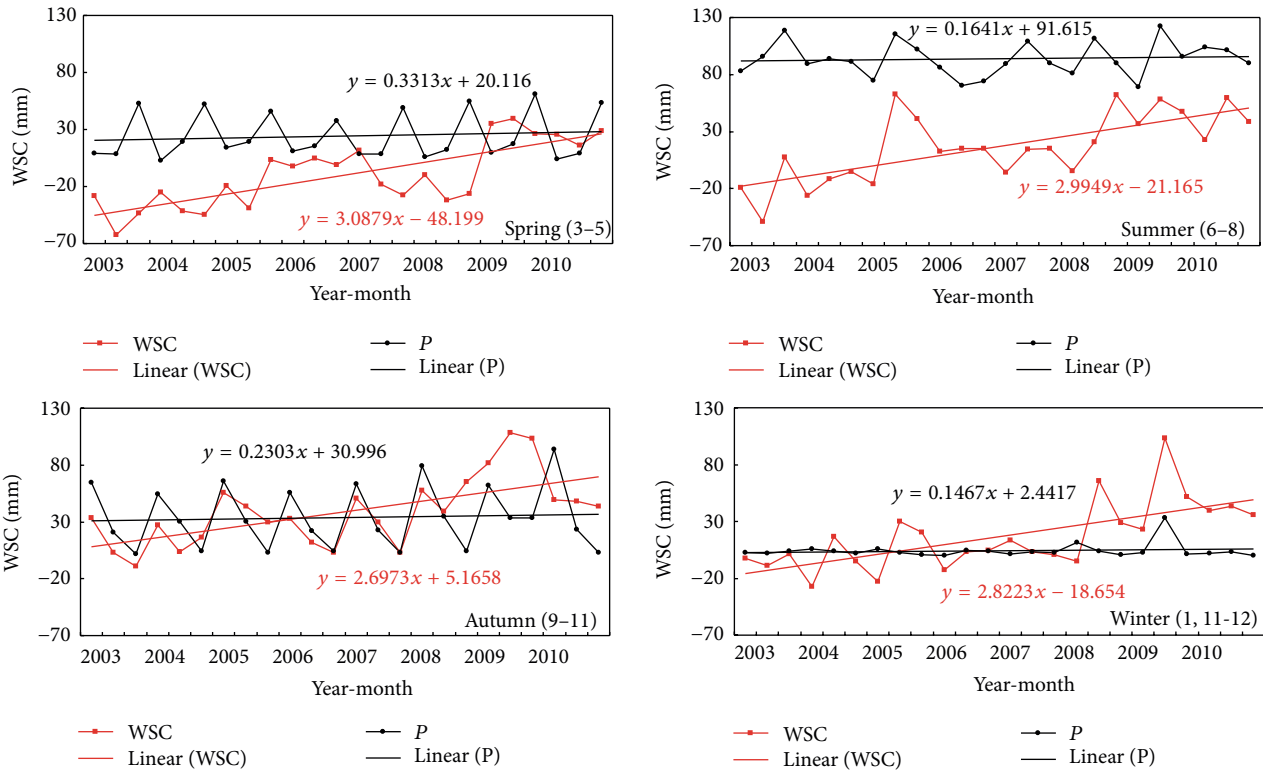 WSC (mm)
130
80
30
−20
−70
y = 0.3313x + 20.116
y = 3.0879x − 48.199
Spring (3–5)
2003 2004 2005 2006 2007 2008 2009 2010
Year-month
WSC
Linear (WSC)
P
Linear (P)
WSC (mm)
130
80
30
−20
−70
y = 0.1641x + 91.615
y = 2.9949x − 21.165
Summer (6–8)
2003 2004 2005 2006 2007 2008 2009 2010
Year-month
WSC
Linear (WSC)
P
Linear (P)
WSC (mm)
130
80
30
−20
−70
y = 0.2303x + 30.996
y = 2.6973x + 5.1658
Autumn (9–11)
2003 2004 2005 2006 2007 2008 2009 2010
Year-month
WSC
Linear (WSC)
P
Linear (P)
WSC (mm)
130
80
30
−20
−70
y = 0.1467x + 2.4417
y = 2.8223x − 18.654
Winter (1, 11-12)
2003 2004 2005 2006 2007 2008 2009 2010
Year-month
WSC
Linear (WSC)
P
Linear (P)